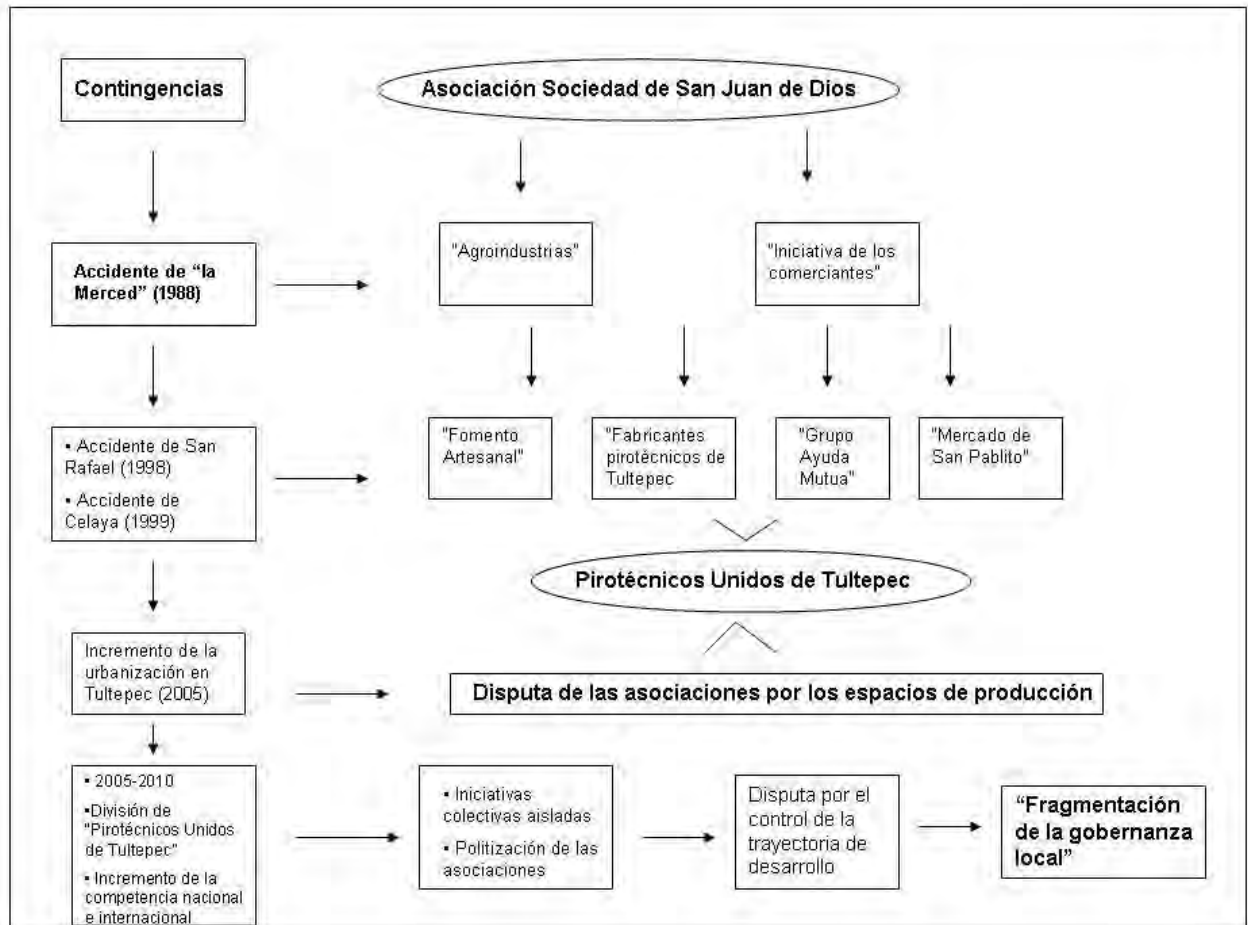 Contingencias
Asociación Sociedad de San Juan de Dios
Accidente de “la
Merced” (1988)
"Agroindustrias"
"Iniciativa de los
comerciantes"
▪ Accidente de San
Rafael (1998)
▪ Accidente de
Celaya (1999)
"Fomento
Artesanal"
"Fabricantes
pirotécnicos de
Tultepec
"Grupo
Ayuda
Mutua"
"Mercado de
San Pablito"
Pirotécnicos Unidos de Tultepec
Incremento de la
urbanización en
Tultepec (2005)
Disputa de las asociaciones por los espacios de producción
▪ 2005-2010
▪División de
"Pirotécnicos Unidos
de Tultepec"
▪ Incremento de la
competencia nacional
e internacional
▪ Iniciativas
colectivas aisladas
▪ Politización de las
asociaciones
Disputa por el
control de la
trayectoria de
desarrollo
“Fragmentación
de la gobernanza
local”